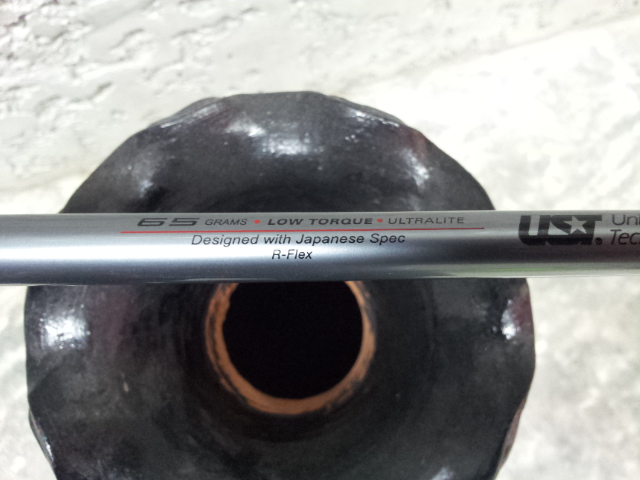 65 GRAMS • LOW TORQUE • ULTRALITE
Designed with Japanese Spec
R-Flex
UST®